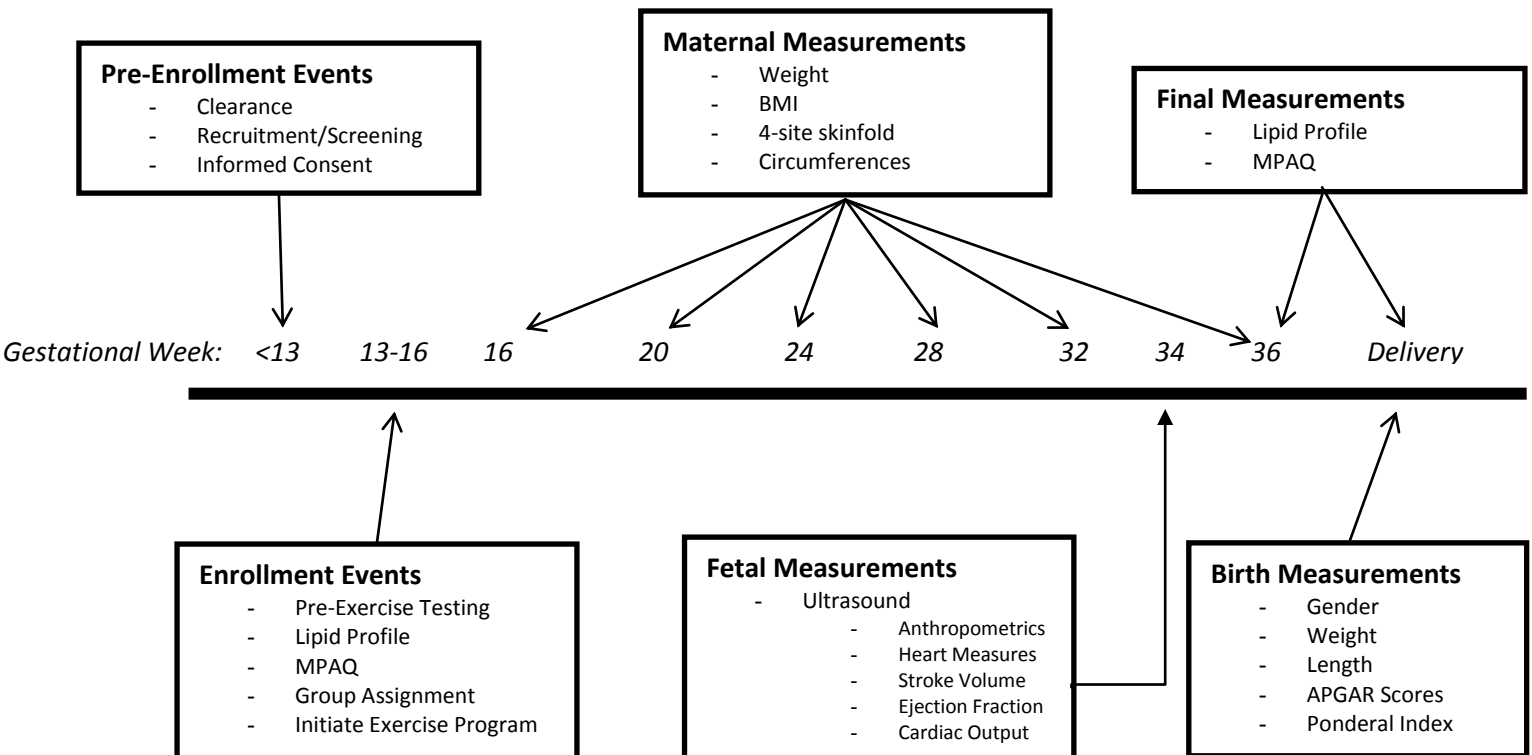 Pre-Enrollment Events
- Clearance
- Recruitment/Screening
- Informed Consent
Maternal Measurements
- Weight
- BMI
- 4-site skinfold
- Circumferences
Final Measurements
- Lipid Profile
- MPAQ
Gestational Week: <13 13-16 16 20 24 28 32 34 36 Delivery
Enrollment Events
- Pre-Exercise Testing
- Lipid Profile
- MPAQ
- Group Assignment
- Initiate Exercise Program
Fetal Measurements
- Ultrasound
- Anthropometrics
- Heart Measures
- Stroke Volume
- Ejection Fraction
- Cardiac Output
Birth Measurements
- Gender
- Weight
- Length
- APGAR Scores
- Ponderal Index